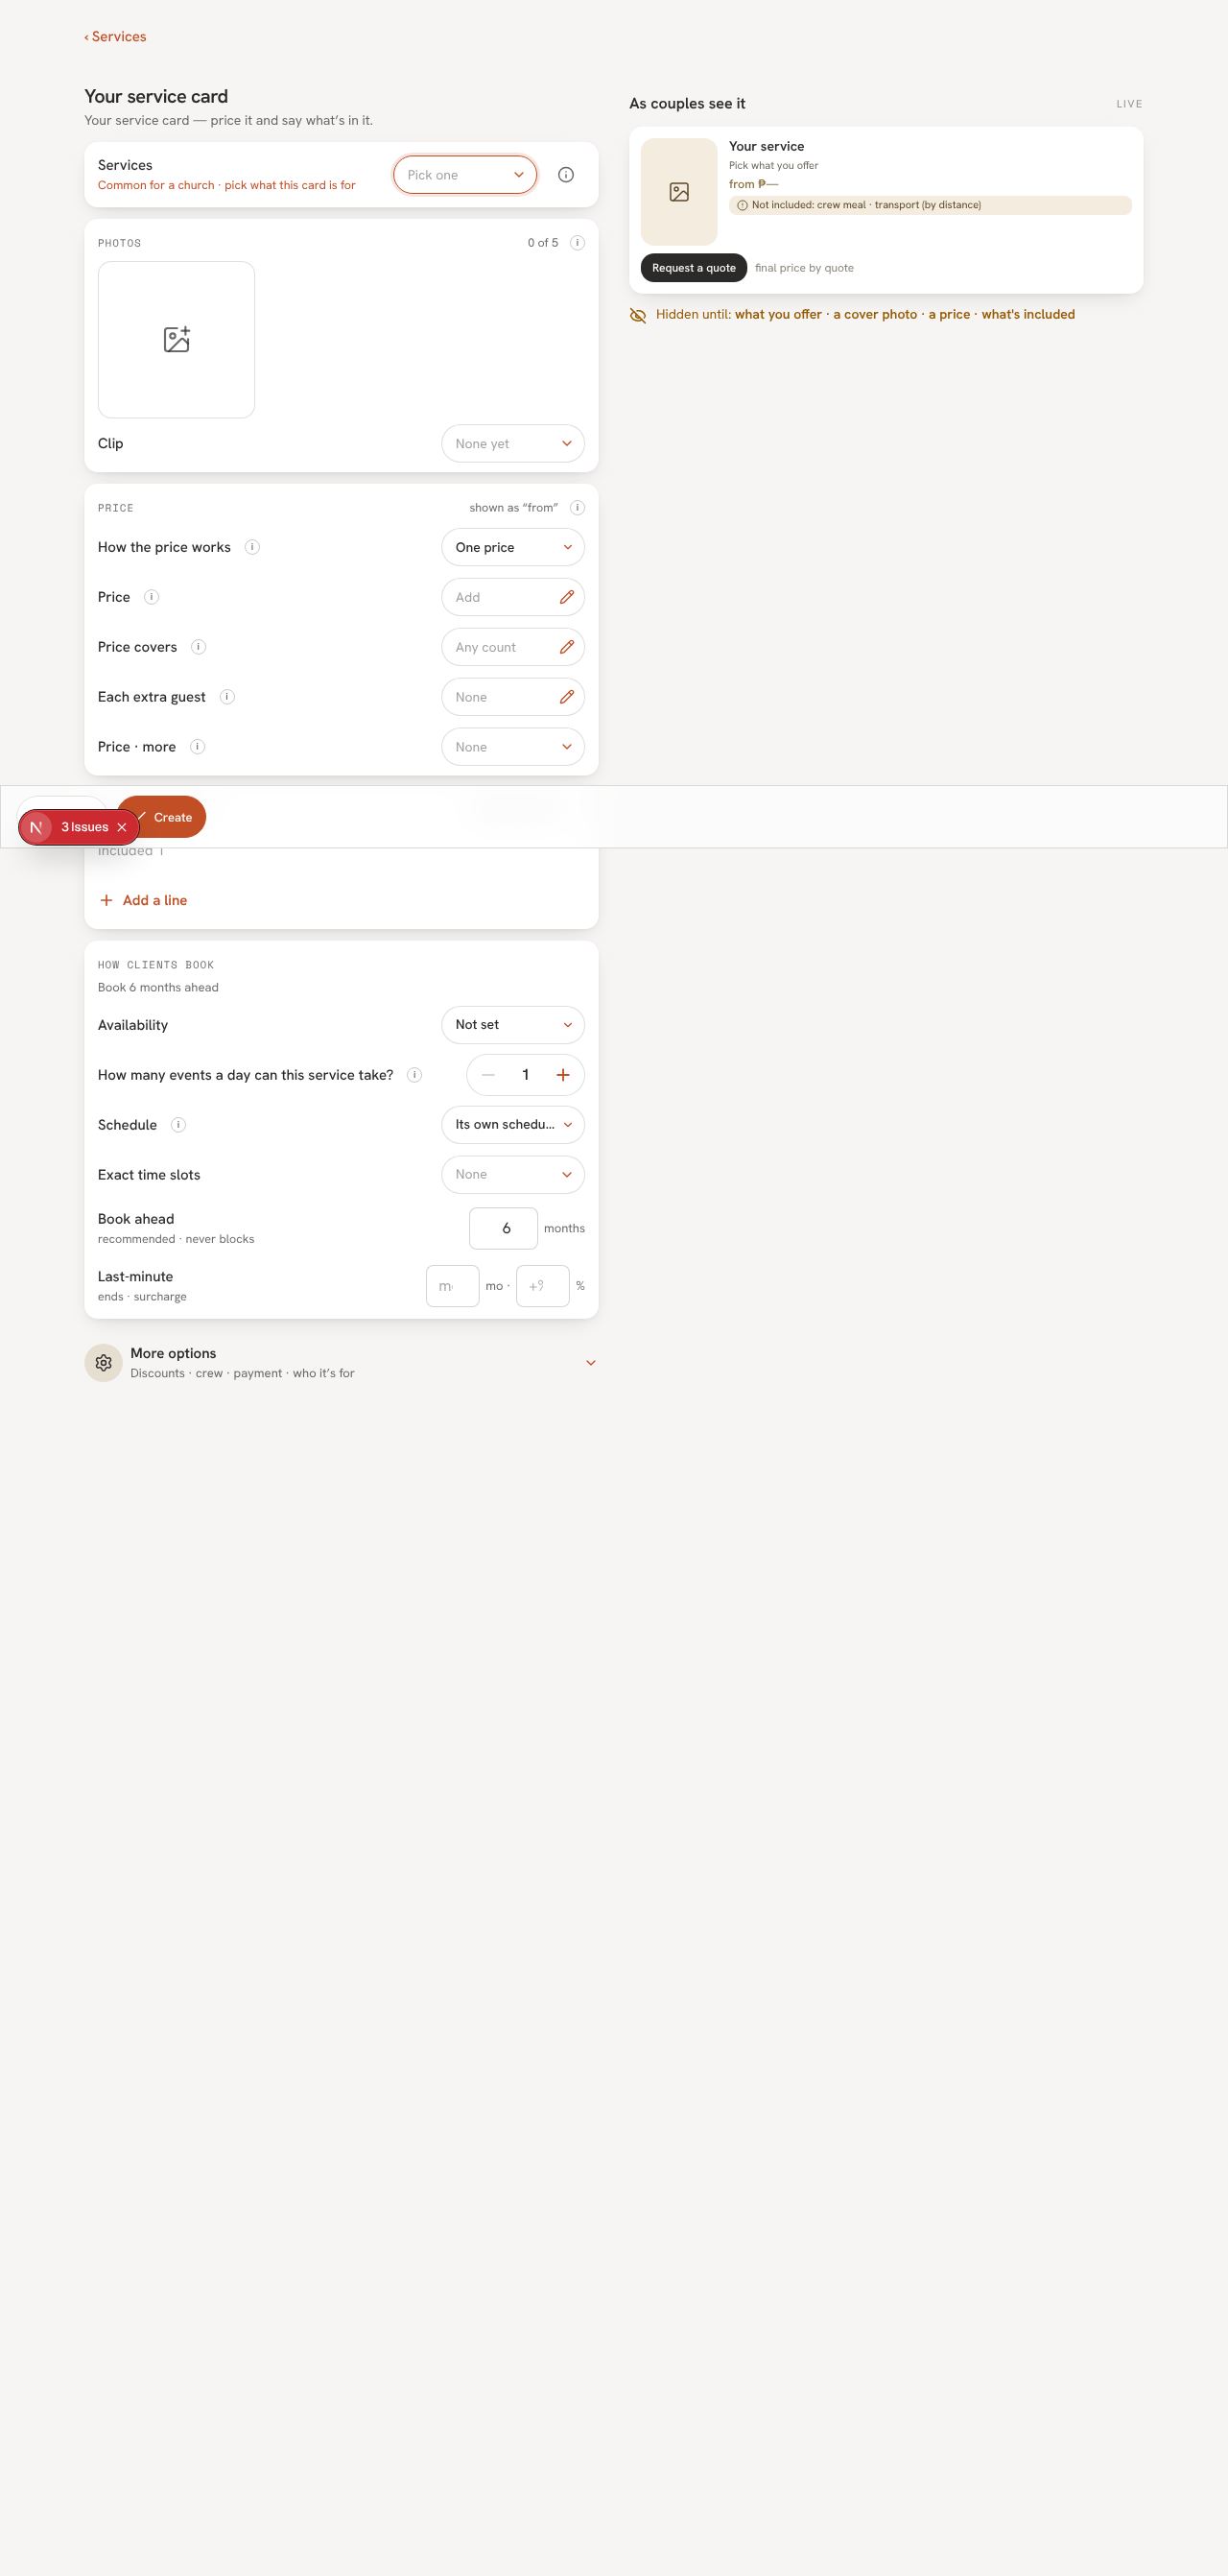 ‹ Services
Your service card
Your service card — price it and say what's in it.
Services
Common for a church · pick what this card is for
Pick one
PHOTOS
0 of 5
Clip
None yet
PRICE
shown as “from”
How the price works
One price
Price
Add
Price covers
Any count
Each extra guest
None
Price · more
None
3 Issues
Create
Add a line
HOW CLIENTS BOOK
Book 6 months ahead
Availability
Not set
How many events a day can this service take?
1
Schedule
Its own schedu...
Exact time slots
None
Book ahead
recommended · never blocks
6
months
Last-minute
ends · surcharge
mo ·
%
More options
Discounts · crew · payment · who it's for
As couples see it
LIVE
Your service
Pick what you offer
from ₱—
Not included: crew meal · transport (by distance)
Request a quote
final price by quote
Hidden until: what you offer · a cover photo · a price · what's included